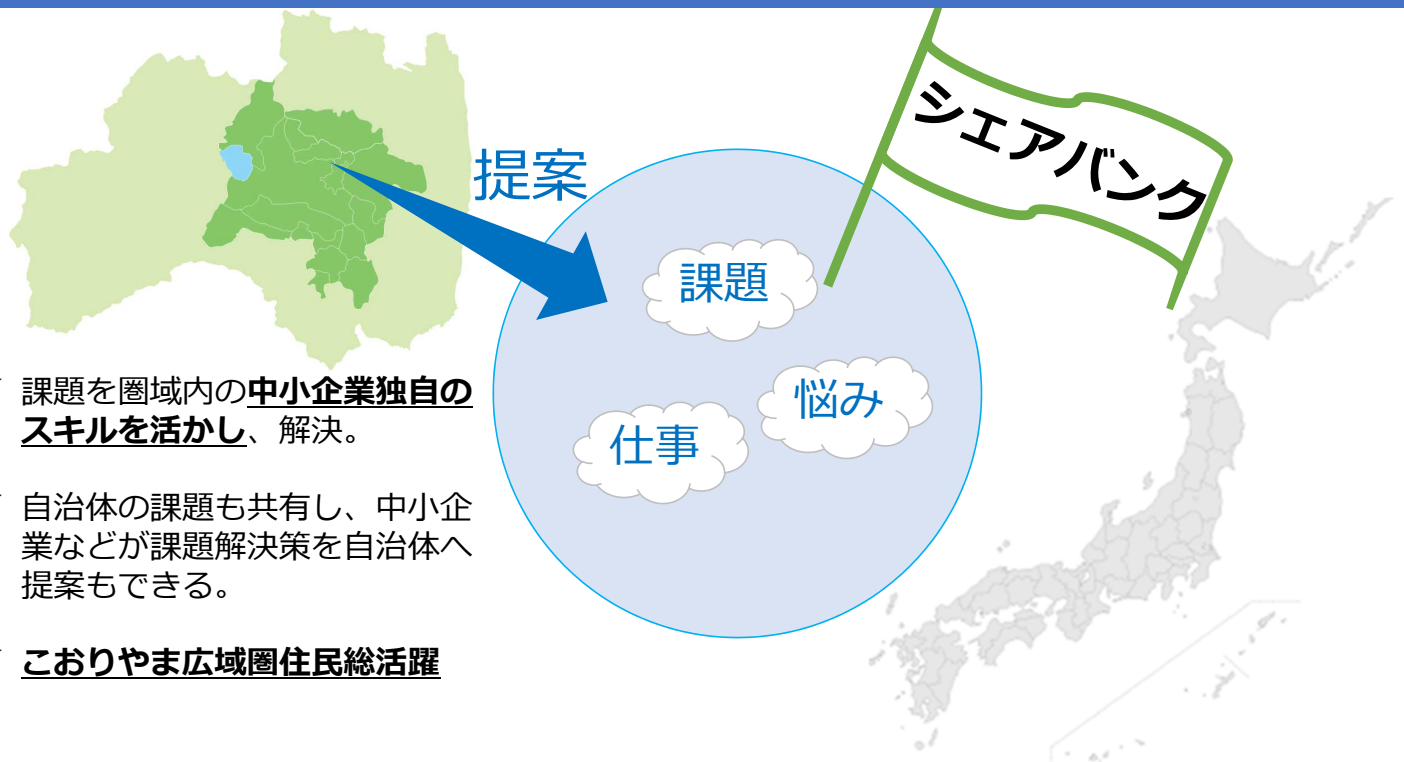 シェアバンク
提案
課題
悩み
仕事
課題を圏域内の中小企業独自の
スキルを活かし、解決。
自治体の課題も共有し、中小企
業などが課題解決策を自治体へ
提案もできる。
こおりやま広域圏住民総活躍